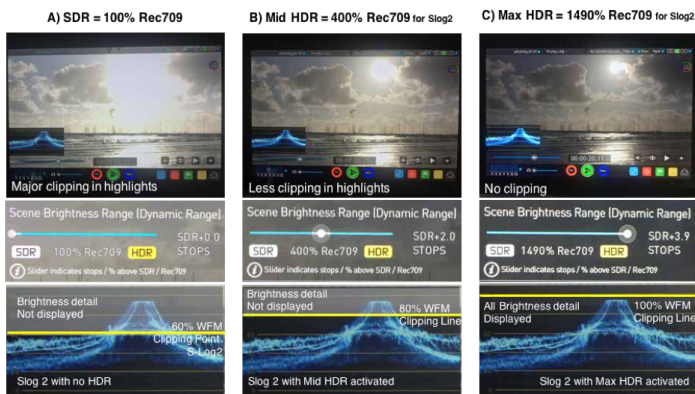 A) SDR = 100% Rec709
B) Mid HDR = 400% Rec709 for Slog2
C) Max HDR = 1490% Rec709 for Slog2
Major clipping in highlights
Less clipping in highlights
No clipping
Scene Brightness Range (Dynamic Range)
SDR+0.0
SDR 100% Rec709 HDR STOPS
Slider indicates stops / % above SDR / Rec709
Scene Brightness Range (Dynamic Range)
SDR+2.0
SDR 400% Rec709 HDR STOPS
Slider indicates stops / % above SDR / Rec709
Scene Brightness Range (Dynamic Range)
SDR+3.9
SDR 1490% Rec709 HDR STOPS
Slider indicates stops / % above SDR / Rec709
Brightness detail
Not displayed
60% WFM
Clipping Point
S-Log2
Slog 2 with no HDR
Brightness detail
Not displayed
80% WFM
Clipping Line
Slog 2 with Mid HDR activated
All Brightness detail
Displayed
100% WFM
Clipping Line
Slog 2 with Max HDR activated